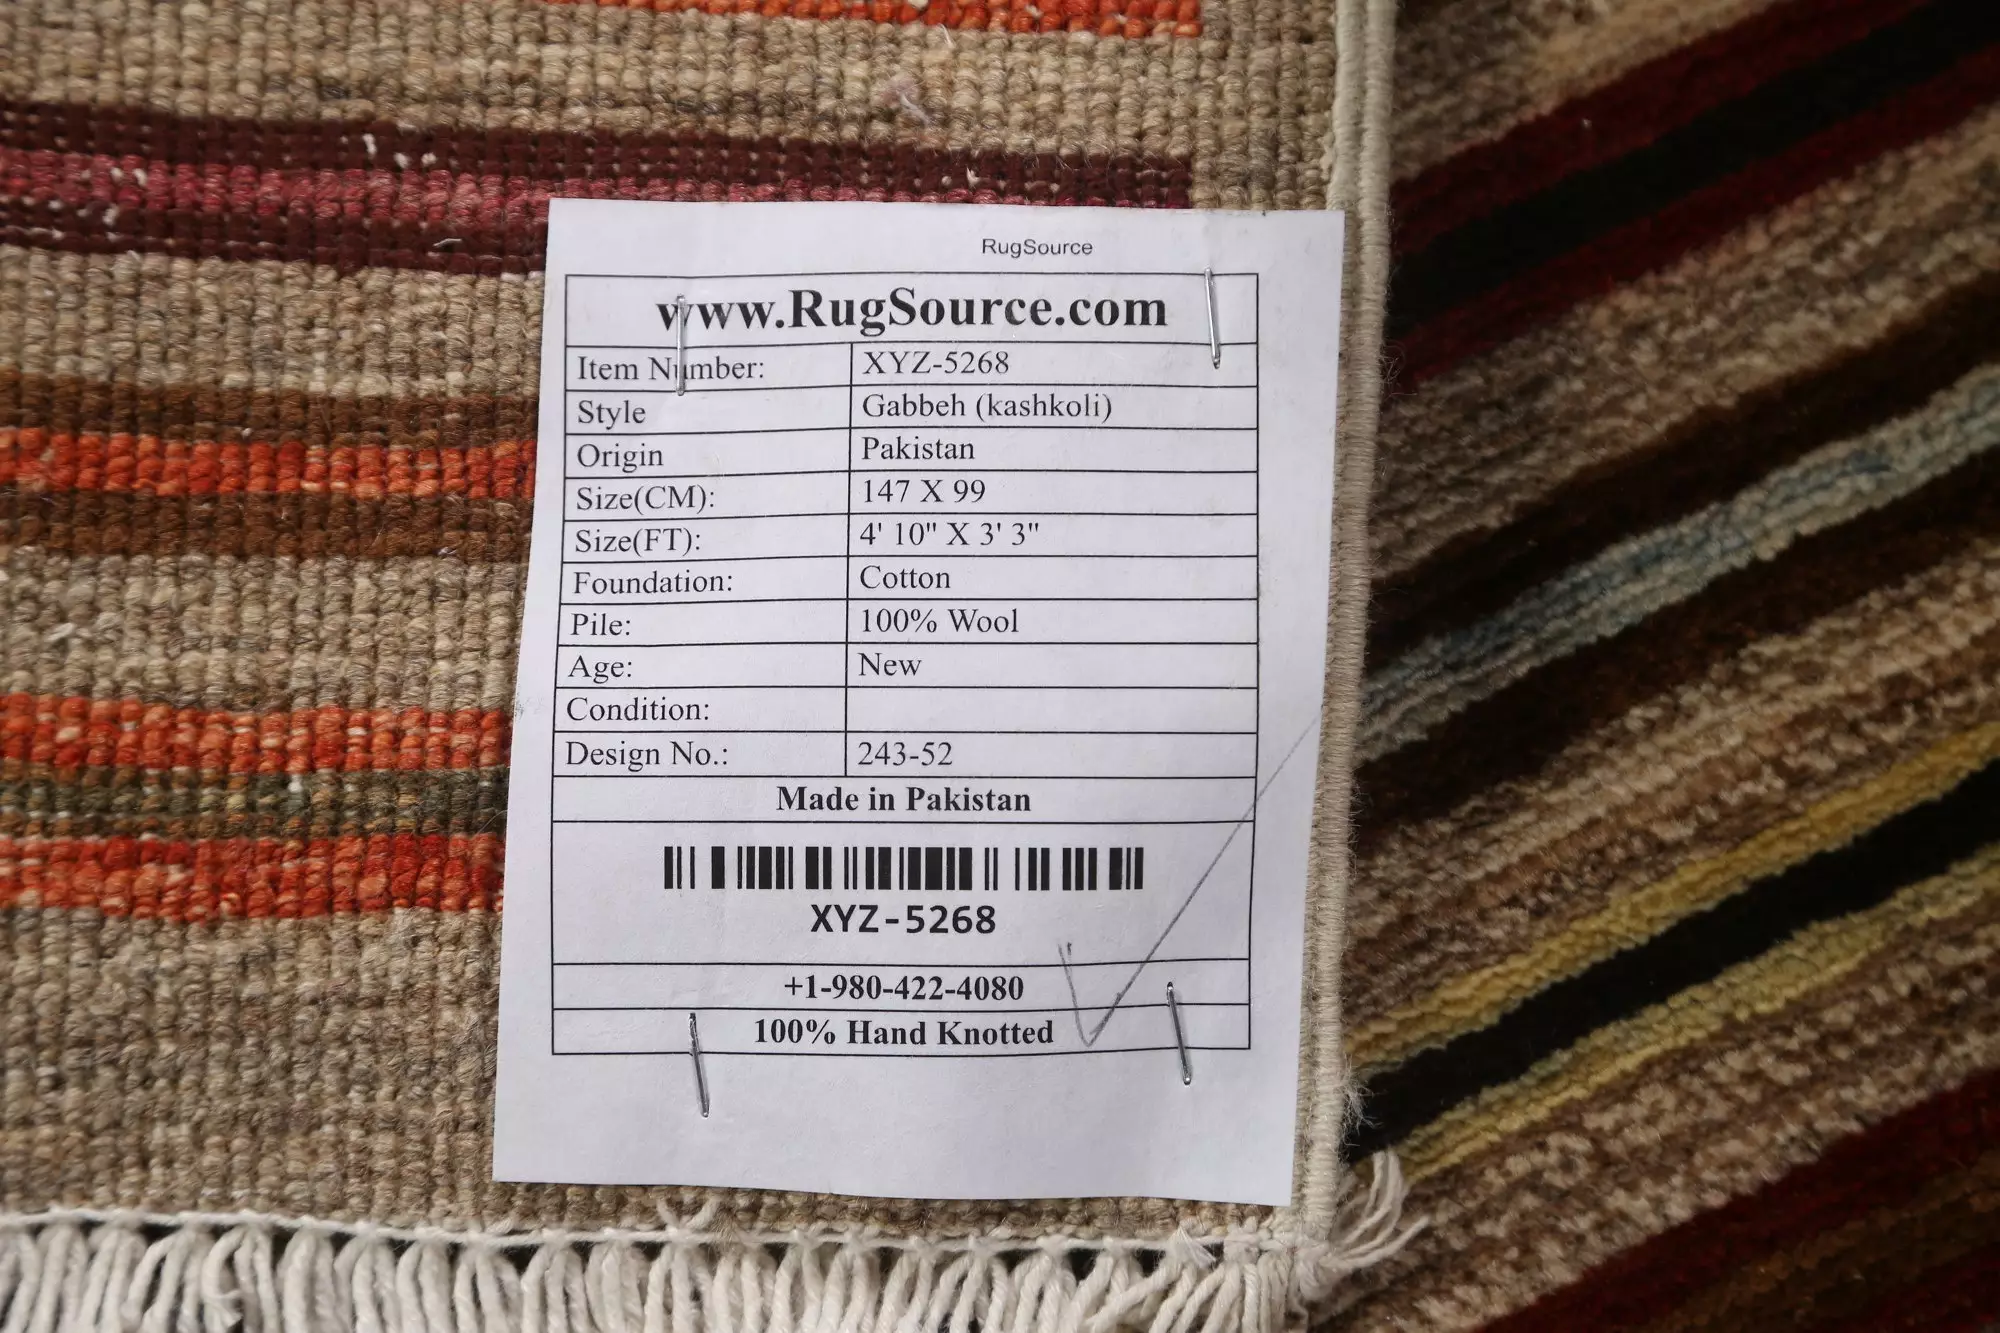 RugSource
www.RugSource.com
Item Number: XYZ-5268
Style Gabbeh (kashkoli)
Origin Pakistan
Size(CM): 147 X 99
Size(FT): 4' 10" X 3' 3"
Foundation: Cotton
Pile: 100% Wool
Age: New
Condition:
Design No.: 243-52
Made in Pakistan
XYZ-5268
+1-980-422-4080
100% Hand Knotted